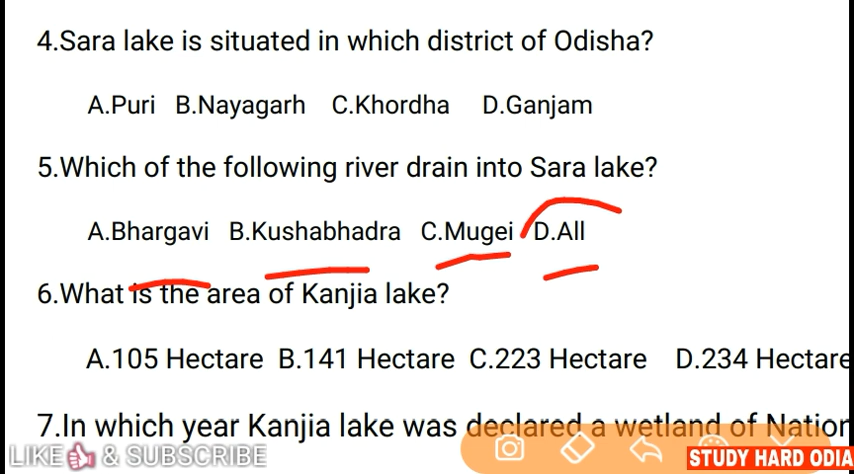 4.Sara lake is situated in which district of Odisha?
A.Puri B.Nayagarh C.Khordha D.Ganjam
5.Which of the following river drain into Sara lake?
A.Bhargavi B.Kushabhadra C.Mugei D.All
6.What is the area of Kanjia lake?
A.105 Hectare B.141 Hectare C.223 Hectare D.234 Hectare
7.In which year Kanjia lake was declared a wetland of Nation
LIKE & SUBSCRIBE
STUDY HARD ODIA